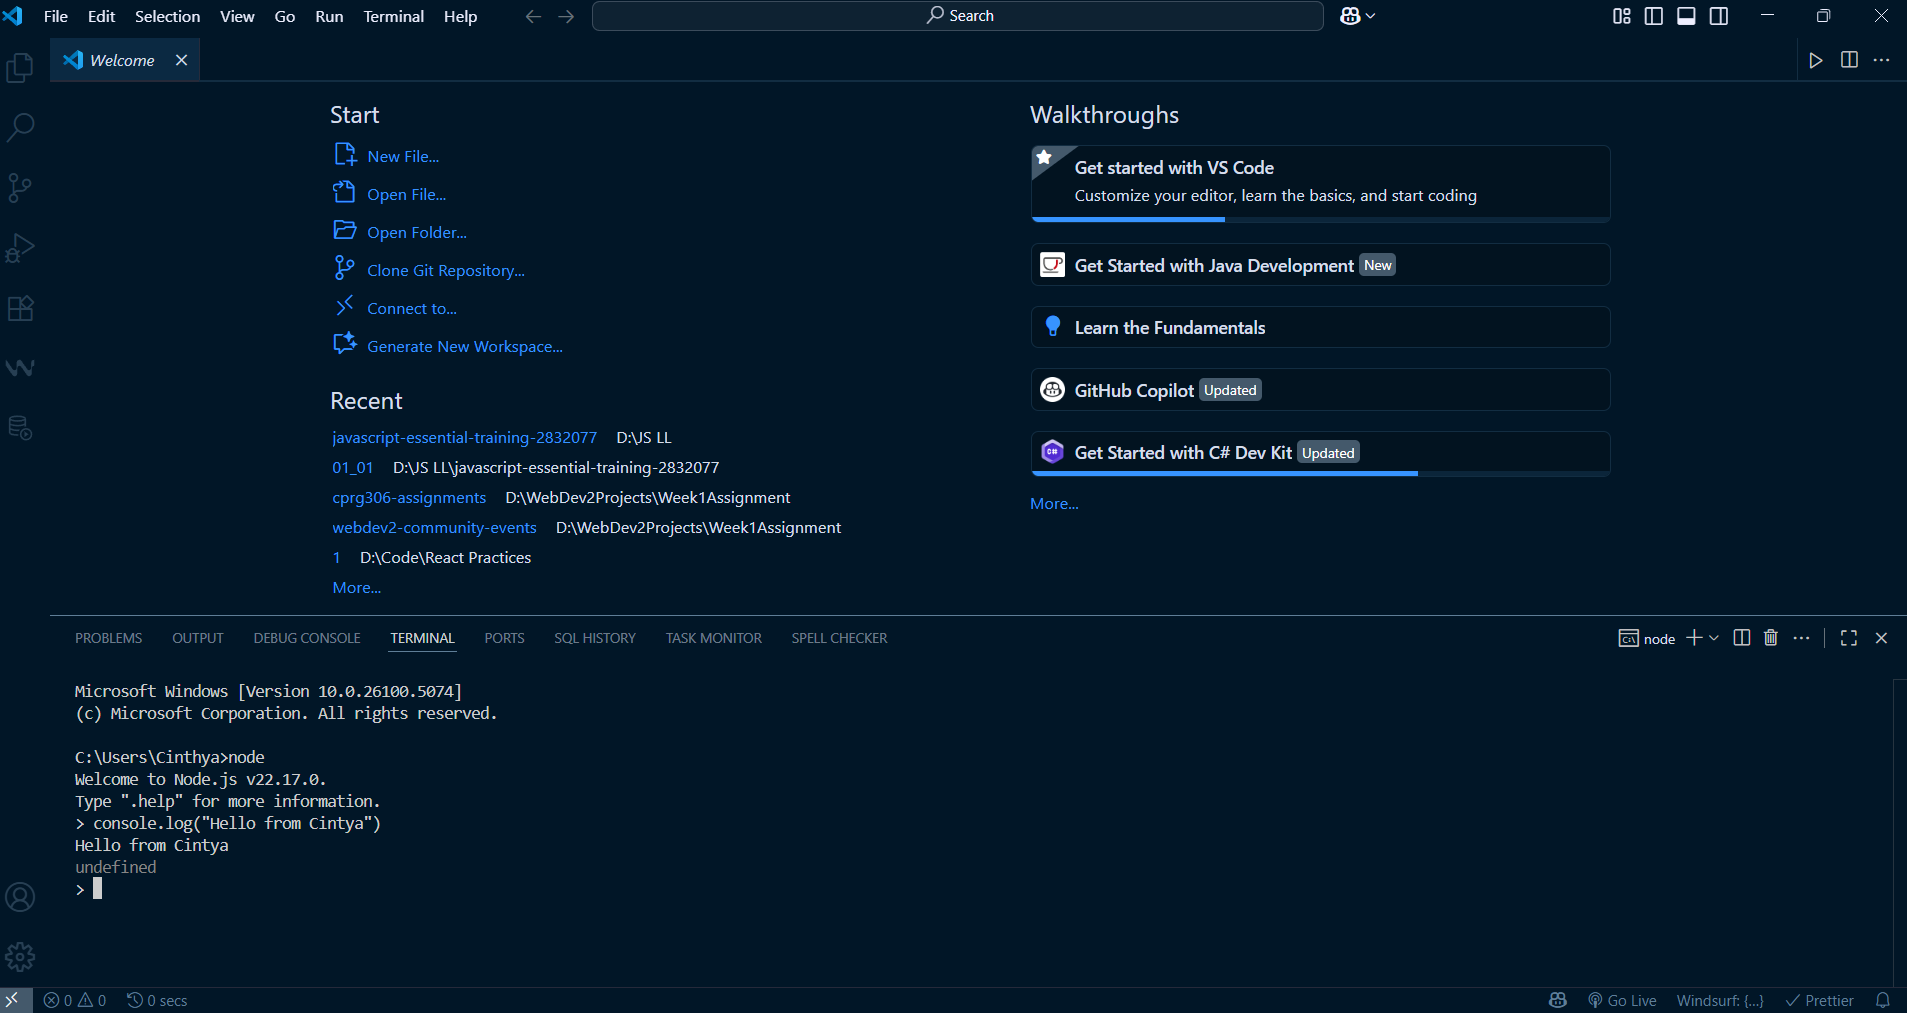 File Edit Selection View Go Run Terminal Help Search
Welcome
Start
New File...
Open File...
Open Folder...
Clone Git Repository...
Connect to...
Generate New Workspace...
Recent
javascript-essential-training-2832077 D:\JS LL
01_01 D:\JS LL\javascript-essential-training-2832077
cprg306-assignments D:\WebDev2Projects\Week1Assignment
webdev2-community-events D:\WebDev2Projects\Week1Assignment
1 D:\Code\React Practices
More...
Walkthroughs
Get started with VS Code
Customize your editor, learn the basics, and start coding
Get Started with Java Development New
Learn the Fundamentals
GitHub Copilot Updated
C# Get Started with C# Dev Kit Updated
More...
PROBLEMS OUTPUT DEBUG CONSOLE TERMINAL PORTS SQL HISTORY TASK MONITOR SPELL CHECKER node
Microsoft Windows [Version 10.0.26100.5074]
(c) Microsoft Corporation. All rights reserved.
C:\Users\Cinthya>node
Welcome to Node.js v22.17.0.
Type ".help" for more information.
> console.log("Hello from Cintya")
Hello from Cintya
undefined
>
0 0 0 secs Go Live Windsurf: {...} Prettier